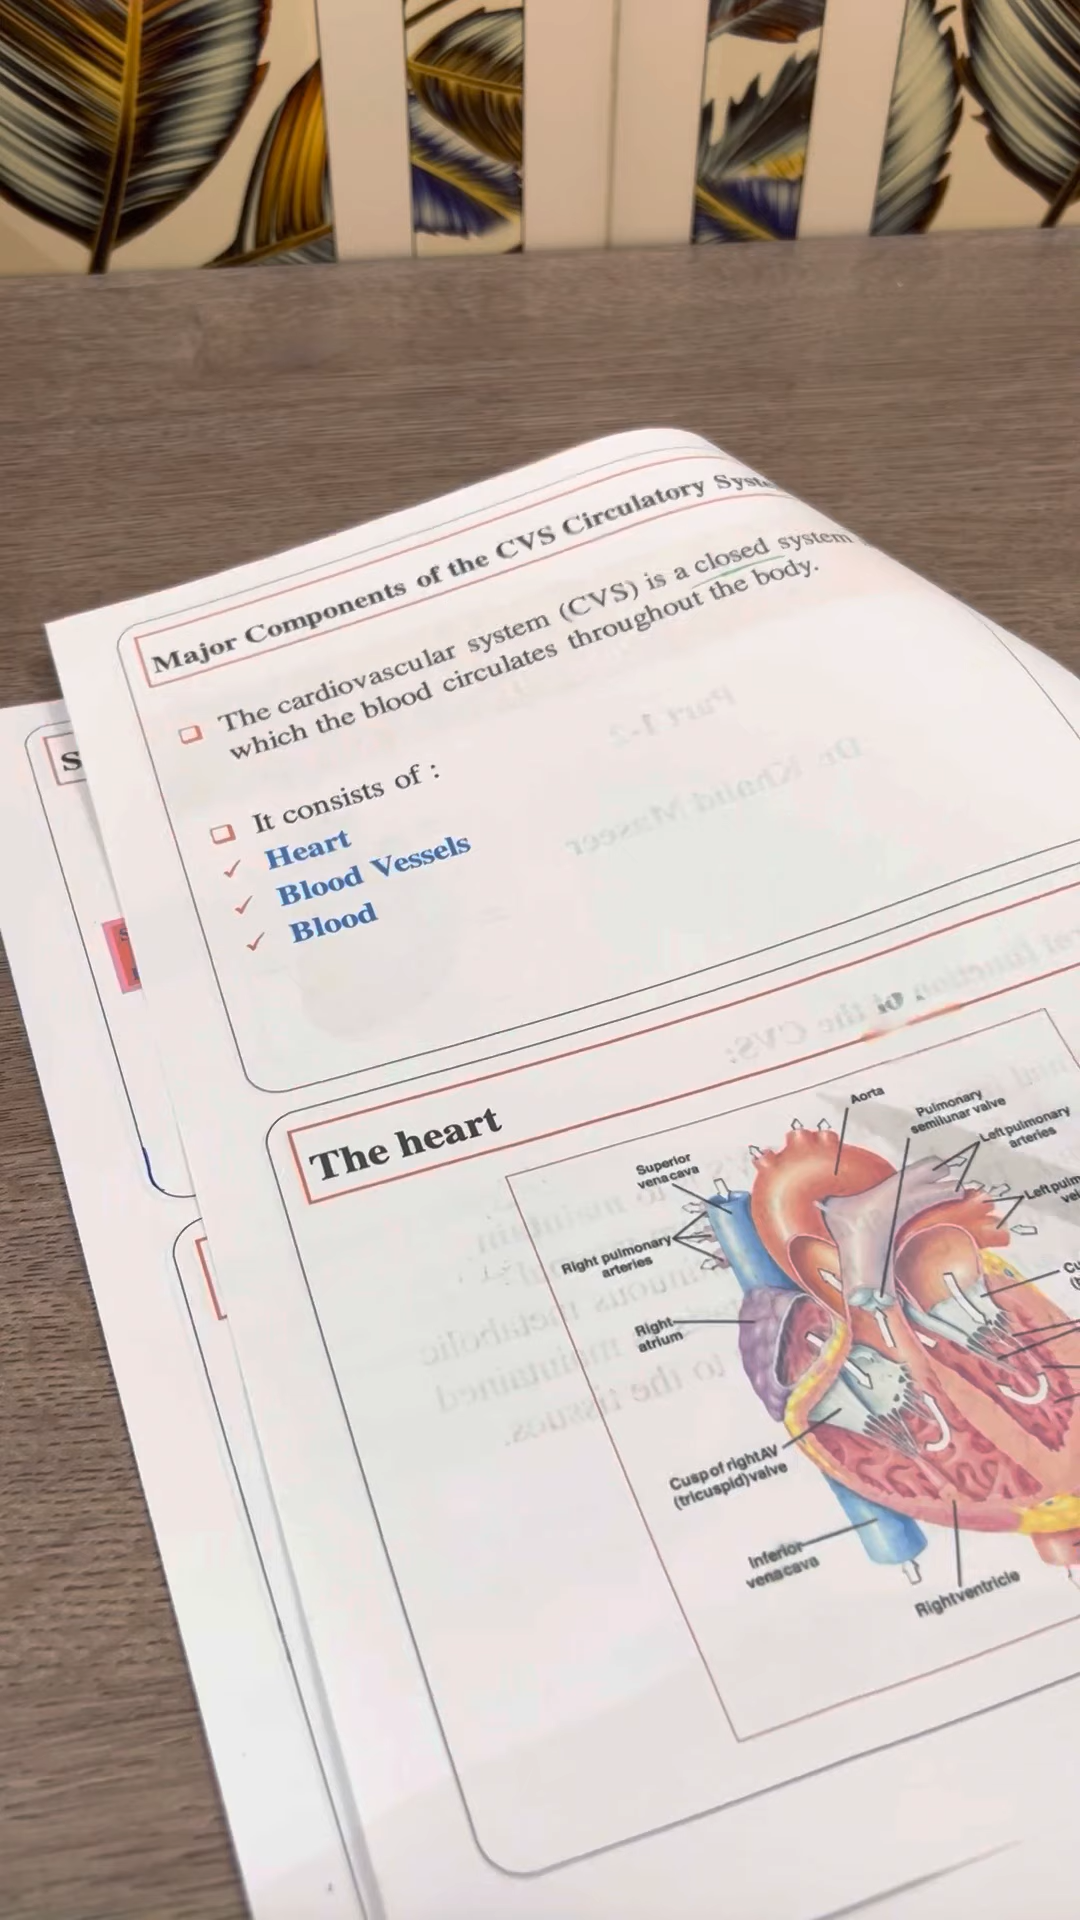 Major Components of the CVS Circulatory
The cardiovascular system (CVS) is a closed system
which the blood circulates throughout the body.
It consists of :
Heart
Blood Vessels
Blood
The heart
Aorta
Pulmonary
semilunar valve
Left pulmonary
arteries
Superior
vena cava
Right pulmonary
arteries
Right
atrium
Cusp of right AV
(tricuspid) valve
Inferior
vena cava
Right ventricle